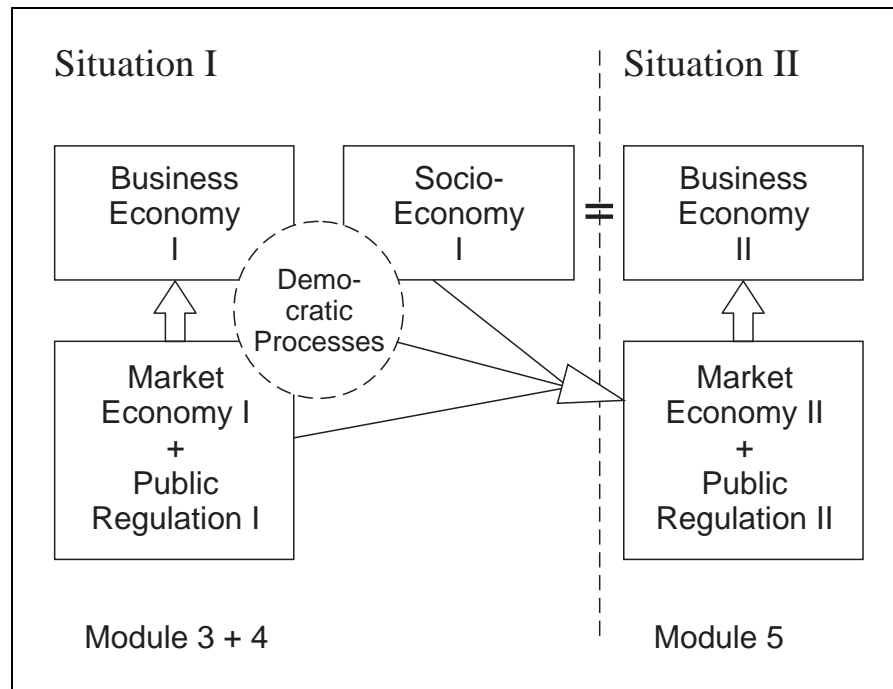 Situation I
Situation II
Business
Economy
I
Socio-
Economy
I
=
Business
Economy
II
Demo-
cratic
Processes
Market
Economy I
+
Public
Regulation I
Market
Economy II
+
Public
Regulation II
Module 3 + 4
Module 5